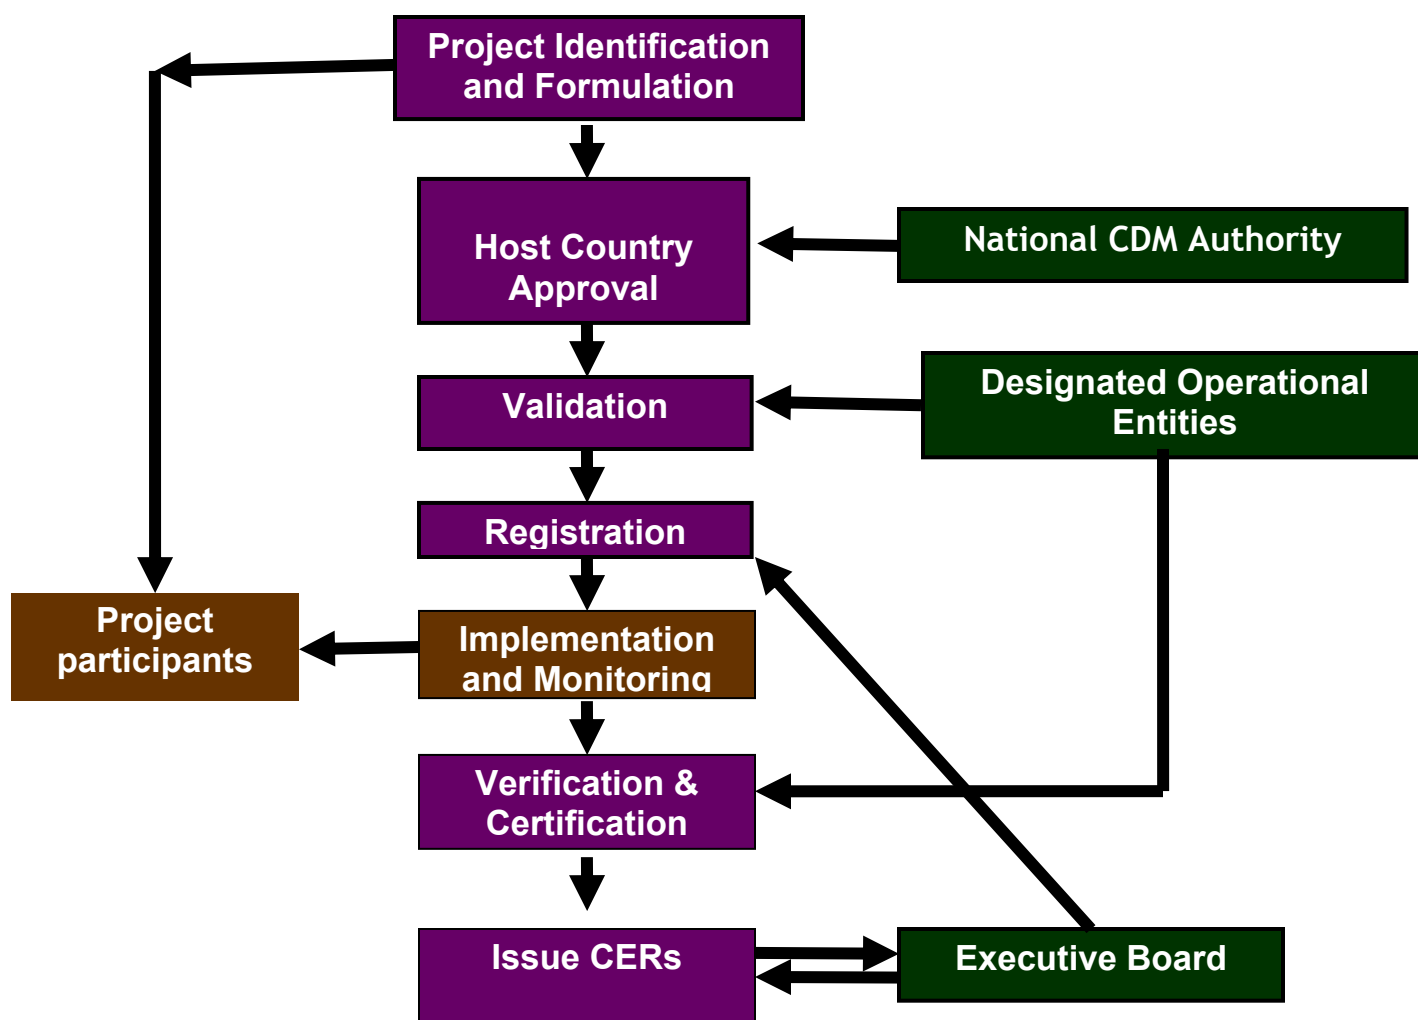 Project Identification
and Formulation
Host Country
Approval
National CDM Authority
Validation
Designated Operational
Entities
Registration
Project
participants
Implementation
and Monitoring
Verification &
Certification
Issue CERs
Executive Board